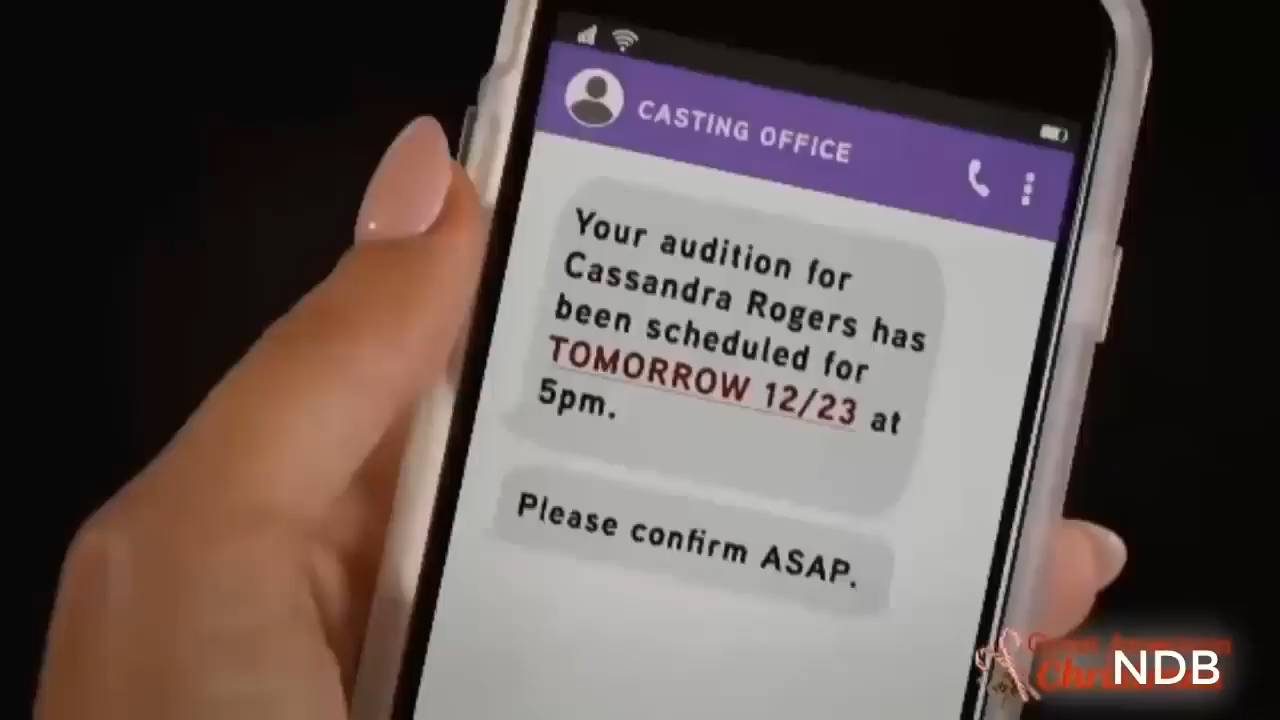 CASTING OFFICE
Your audition for
Cassandra Rogers has
been scheduled for
TOMORROW 12/23 at
5pm.
Please confirm ASAP.
NDB